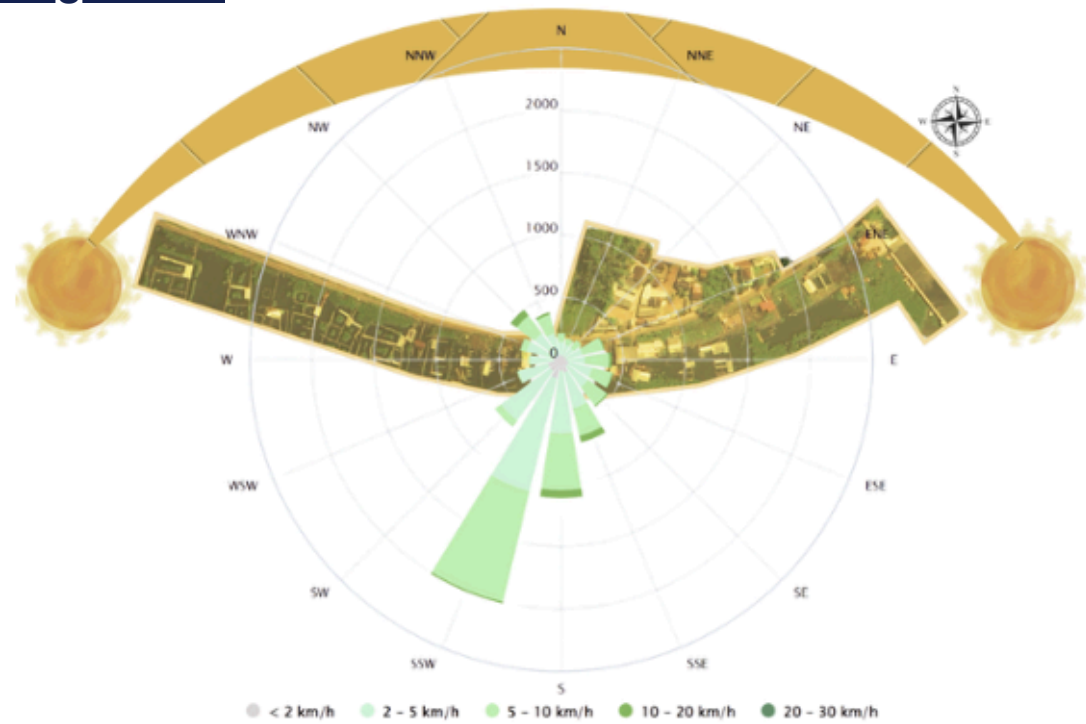 N
NNW
NNE
2000
N
NW
NE
W
E
S
1500
WNW
1000
ENE
500
0
W
E
WSW
ESE
SW
SE
SSW
SSE
S
< 2 km/h
2 – 5 km/h
5 – 10 km/h
10 – 20 km/h
20 – 30 km/h